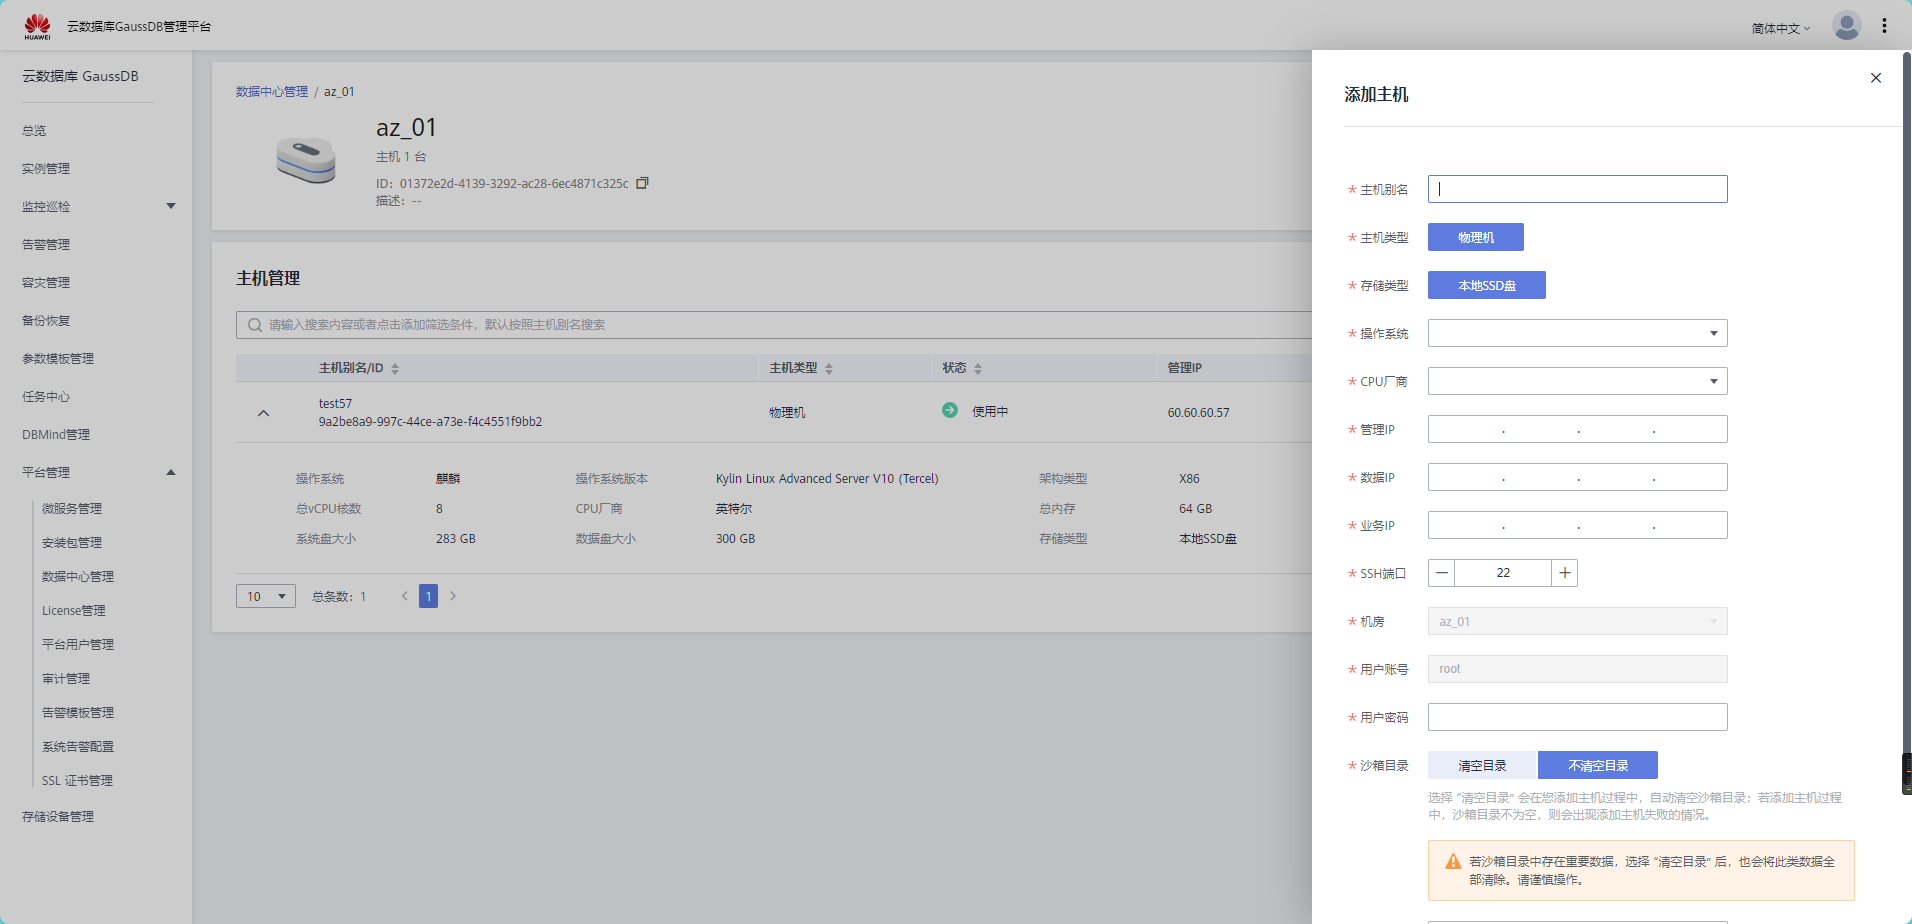 HUAWEI
云数据库GaussDB管理平台
简体中文
云数据库 GaussDB
总览
实例管理
监控巡检
告警管理
容灾管理
备份恢复
参数模板管理
任务中心
DBMind管理
平台管理
微服务管理
安装包管理
数据中心管理
License管理
平台用户管理
审计管理
告警模板管理
系统告警配置
SSL 证书管理
存储设备管理
数据中心管理 / az_01
az_01
主机 1 台
ID：01372e2d-4139-3292-ac28-6ec4871c325c
描述：--
主机管理
请输入搜索内容或者点击添加筛选条件，默认按照主机别名搜索
主机别名/ID 主机类型 状态 管理IP
test57
9a2be8a9-997c-44ce-a73e-f4c4551f9bb2
物理机 使用中 60.60.60.57
操作系统 麒麟 操作系统版本 Kylin Linux Advanced Server V10 (Tercel) 架构类型 X86
总vCPU核数 8 CPU厂商 英特尔 总内存 64 GB
系统盘大小 283 GB 数据盘大小 300 GB 存储类型 本地SSD盘
10 总条数：1 < 1 >
添加主机
* 主机别名
* 主机类型 物理机
* 存储类型 本地SSD盘
* 操作系统
* CPU厂商
* 管理IP . . .
* 数据IP . . .
* 业务IP . . .
* SSH端口 — 22 +
* 机房 az_01
* 用户账号 root
* 用户密码
* 沙箱目录 清空目录 不清空目录
选择 "清空目录" 会在您添加主机过程中，自动清空沙箱目录；若添加主机过程
中，沙箱目录不为空，则会出现添加主机失败的情况。
若沙箱目录中存在重要数据，选择 "清空目录" 后，也会将此类数据全
部清除。请谨慎操作。